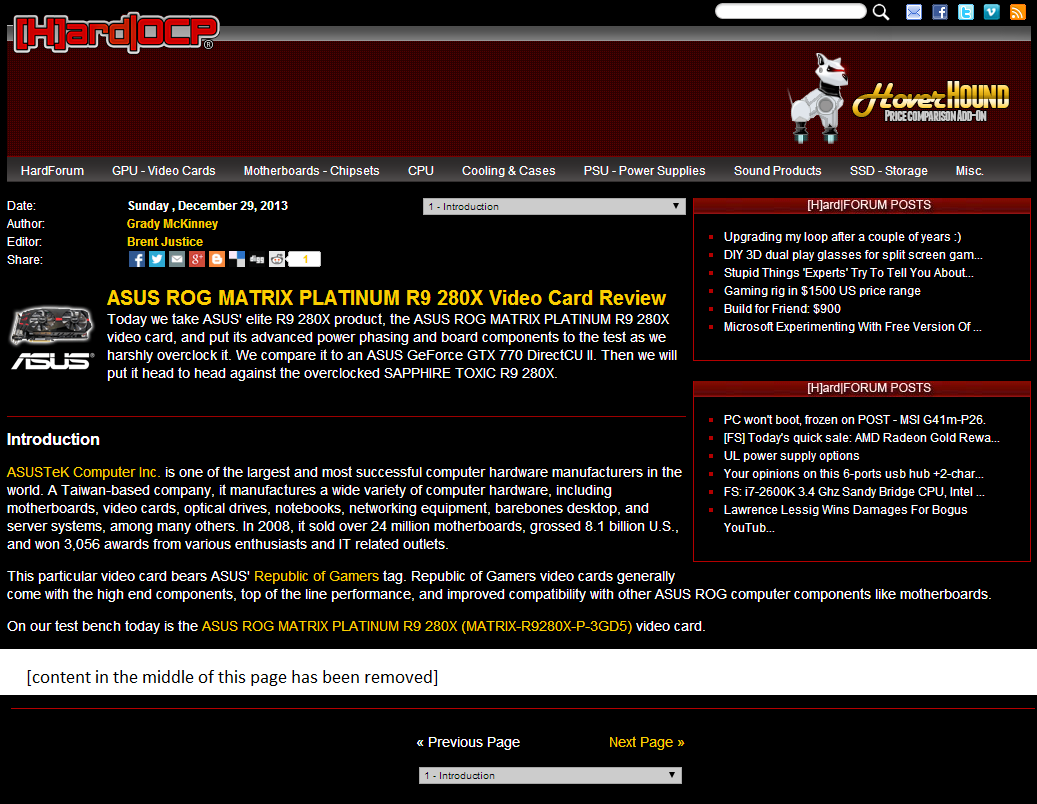 [H]ard|OCP®
HoverHOUND
PRICE COMPARISON ADD-ON
HardForum GPU - Video Cards Motherboards - Chipsets CPU Cooling & Cases PSU - Power Supplies Sound Products SSD - Storage Misc.
Date: Sunday , December 29, 2013
Author: Grady McKinney
Editor: Brent Justice
Share: 1
1 - Introduction
ASUS
ASUS ROG MATRIX PLATINUM R9 280X Video Card Review
Today we take ASUS' elite R9 280X product, the ASUS ROG MATRIX PLATINUM R9 280X
video card, and put its advanced power phasing and board components to the test as we
harshly overclock it. We compare it to an ASUS GeForce GTX 770 DirectCU II. Then we will
put it head to head against the overclocked SAPPHIRE TOXIC R9 280X.
[H]ard|FORUM POSTS
Upgrading my loop after a couple of years :)
DIY 3D dual play glasses for split screen gam...
Stupid Things 'Experts' Try To Tell You About...
Gaming rig in $1500 US price range
Build for Friend: $900
Microsoft Experimenting With Free Version Of ...
[H]ard|FORUM POSTS
PC won't boot, frozen on POST - MSI G41m-P26.
[FS] Today's quick sale: AMD Radeon Gold Rewa...
UL power supply options
Your opinions on this 6-ports usb hub +2-char...
FS: i7-2600K 3.4 Ghz Sandy Bridge CPU, Intel ...
Lawrence Lessig Wins Damages For Bogus
YouTub...
Introduction
ASUSTeK Computer Inc. is one of the largest and most successful computer hardware manufacturers in the
world. A Taiwan-based company, it manufactures a wide variety of computer hardware, including
motherboards, video cards, optical drives, notebooks, networking equipment, barebones desktop, and
server systems, among many others. In 2008, it sold over 24 million motherboards, grossed 8.1 billion U.S.,
and won 3,056 awards from various enthusiasts and IT related outlets.
This particular video card bears ASUS' Republic of Gamers tag. Republic of Gamers video cards generally
come with the high end components, top of the line performance, and improved compatibility with other ASUS ROG computer components like motherboards.
On our test bench today is the ASUS ROG MATRIX PLATINUM R9 280X (MATRIX-R9280X-P-3GD5) video card.
[content in the middle of this page has been removed]
« Previous Page Next Page »
1 - Introduction